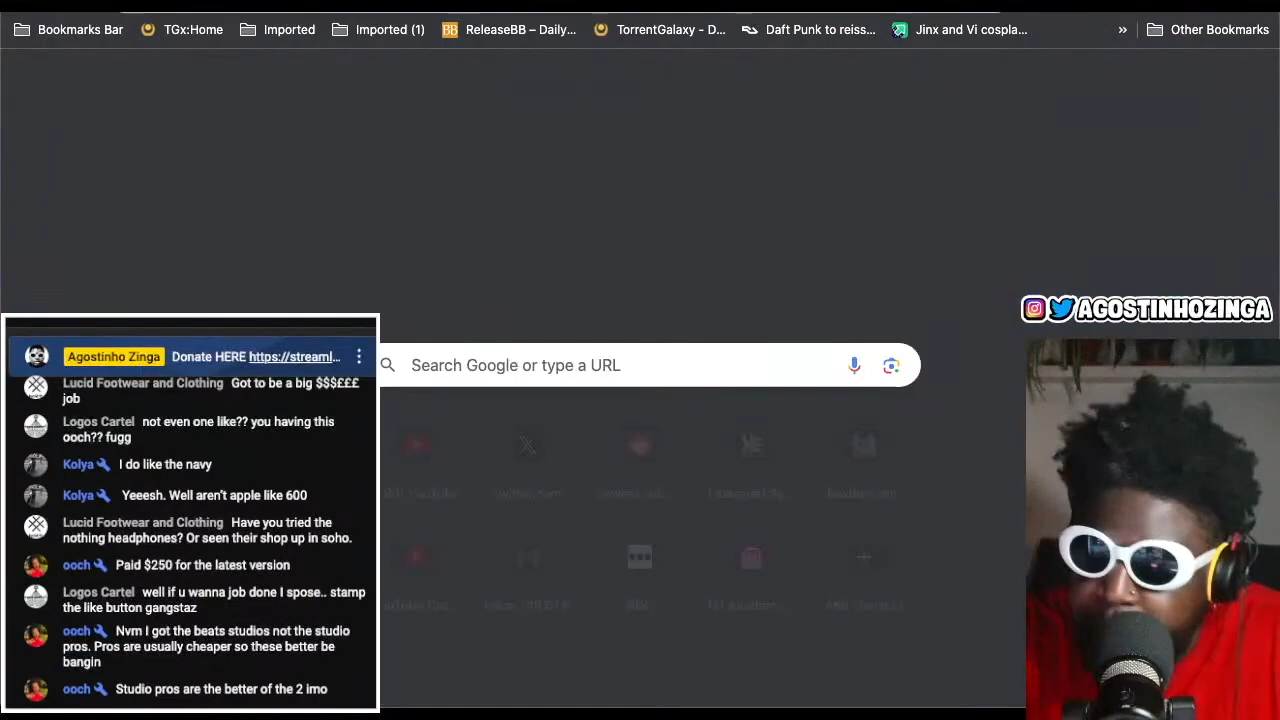 Bookmarks Bar
TGx:Home
Imported
Imported (1)
BB
ReleaseBB – Daily...
TorrentGalaxy - D...
Daft Punk to reiss...
Jinx and Vi cospla...
»
Other Bookmarks
Search Google or type a URL
AGOSTINHOZINGA
Agostinho Zinga Donate HERE https://streaml...
Lucid Footwear and Clothing Got to be a big $$$£££
job
Logos Cartel not even one like?? you having this
ooch?? fugg
Kolya I do like the navy
Kolya Yeeesh. Well aren't apple like 600
Lucid Footwear and Clothing Have you tried the
nothing headphones? Or seen their shop up in soho.
ooch Paid $250 for the latest version
Logos Cartel well if u wanna job done I spose.. stamp
the like button gangstaz
ooch Nvm I got the beats studios not the studio
pros. Pros are usually cheaper so these better be
bangin
ooch Studio pros are the better of the 2 imo